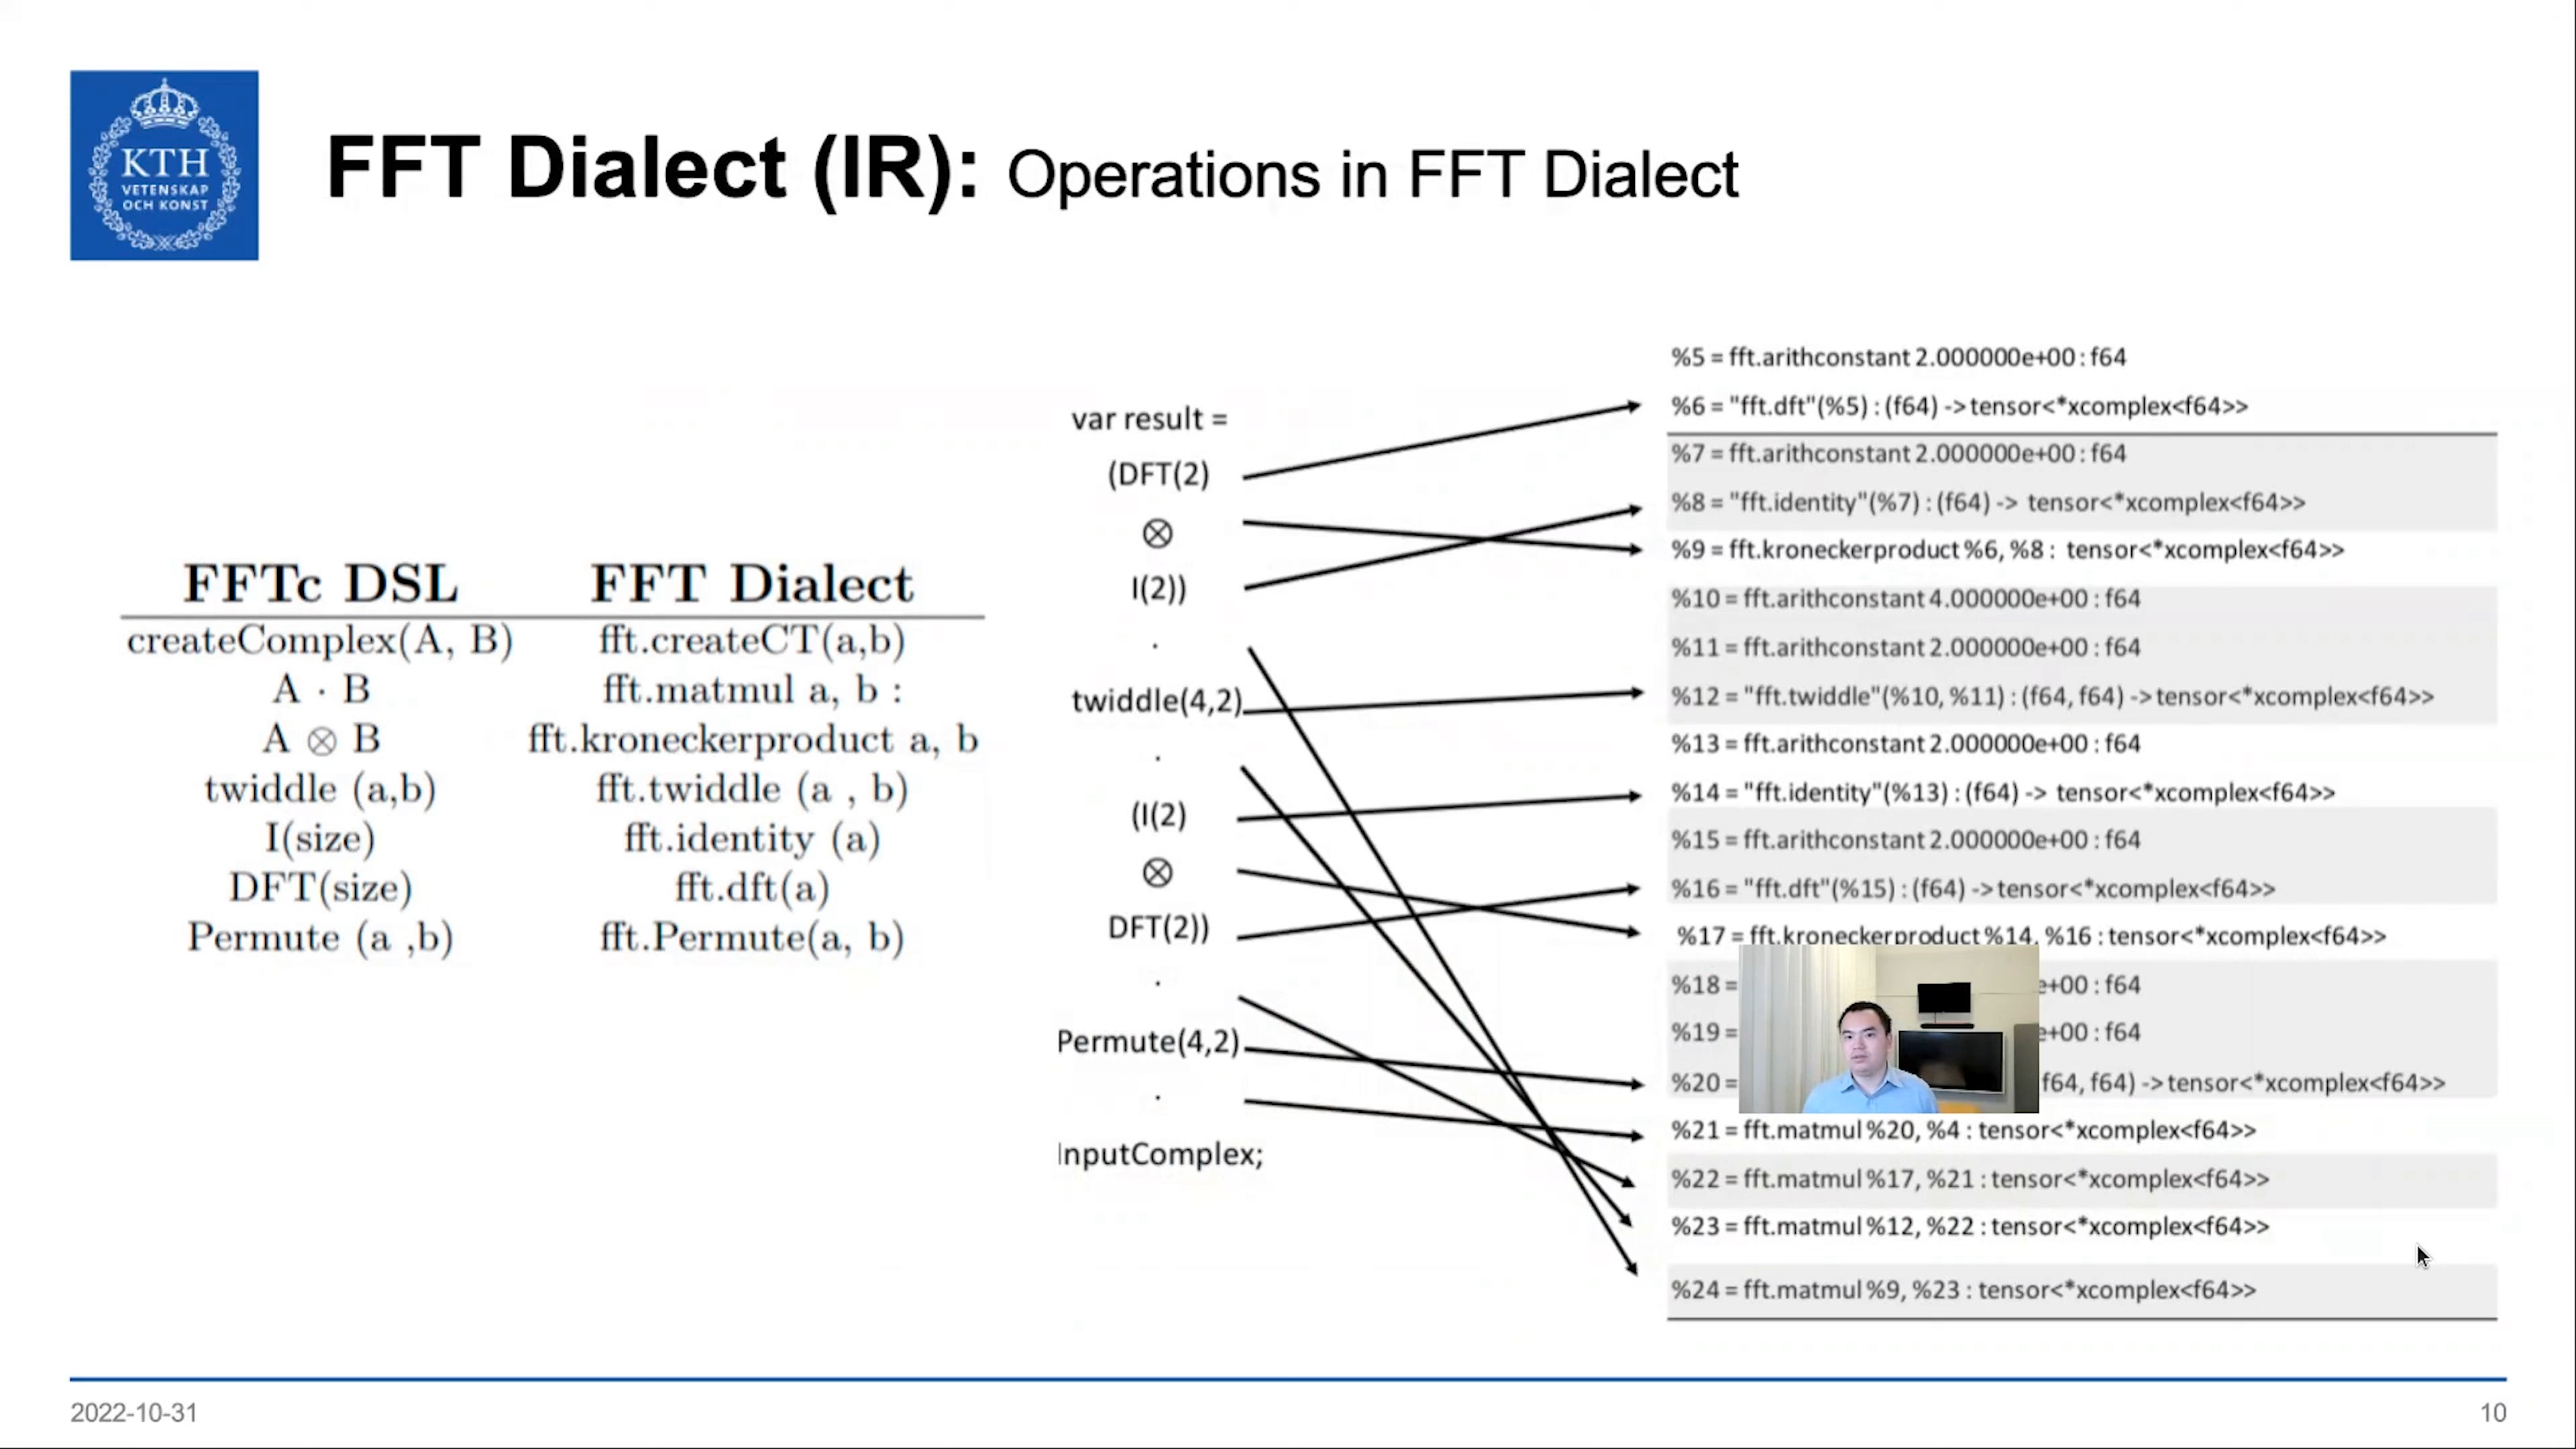 KTH
VETENSKAP
OCH KONST
FFT Dialect (IR): Operations in FFT Dialect
FFTc DSL FFT Dialect
createComplex(A, B) fft.createCT(a,b)
A · B fft.matmul a, b :
A ⊗ B fft.kroneckerproduct a, b
twiddle (a,b) fft.twiddle (a , b)
I(size) fft.identity (a)
DFT(size) fft.dft(a)
Permute (a ,b) fft.Permute(a, b)
var result =
(DFT(2)
⊗
I(2))
.
twiddle(4,2)
.
(I(2)
⊗
DFT(2))
.
Permute(4,2)
.
InputComplex;
%5 = fft.arithconstant 2.000000e+00 : f64
%6 = "fft.dft"(%5) : (f64) -> tensor<*xcomplex<f64>>
%7 = fft.arithconstant 2.000000e+00 : f64
%8 = "fft.identity"(%7) : (f64) -> tensor<*xcomplex<f64>>
%9 = fft.kroneckerproduct %6, %8 : tensor<*xcomplex<f64>>
%10 = fft.arithconstant 4.000000e+00 : f64
%11 = fft.arithconstant 2.000000e+00 : f64
%12 = "fft.twiddle"(%10, %11) : (f64, f64) -> tensor<*xcomplex<f64>>
%13 = fft.arithconstant 2.000000e+00 : f64
%14 = "fft.identity"(%13) : (f64) -> tensor<*xcomplex<f64>>
%15 = fft.arithconstant 2.000000e+00 : f64
%16 = "fft.dft"(%15) : (f64) -> tensor<*xcomplex<f64>>
%17 = fft.kroneckerproduct %14, %16 : tensor<*xcomplex<f64>>
%18 = e+00 : f64
%19 = e+00 : f64
%20 = f64, f64) -> tensor<*xcomplex<f64>>
%21 = fft.matmul %20, %4 : tensor<*xcomplex<f64>>
%22 = fft.matmul %17, %21 : tensor<*xcomplex<f64>>
%23 = fft.matmul %12, %22 : tensor<*xcomplex<f64>>
%24 = fft.matmul %9, %23 : tensor<*xcomplex<f64>>
2022-10-31
10